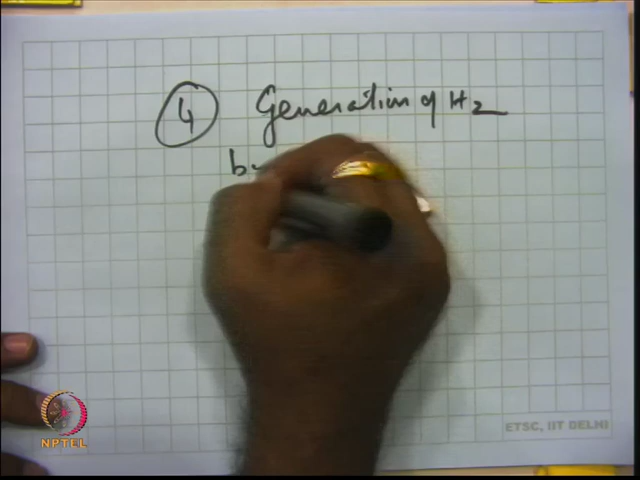 4 Generation of H2
NPTEL
ETSC, IIT DELHI